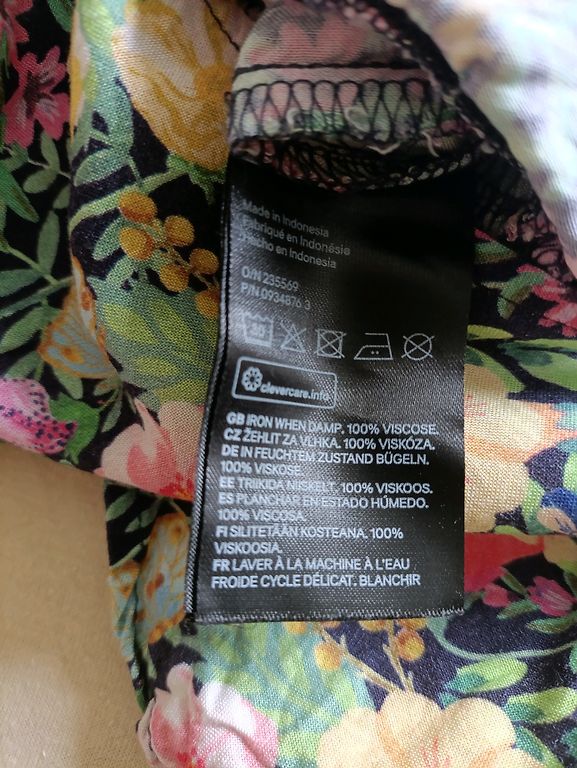 Made in Indonesia
Fabriqué en Indonésie
Hecho en Indonesia
O/N 235569
P/N 0934876 3
30
clevercare.info
GB IRON WHEN DAMP. 100% VISCOSE.
CZ ŽEHLIT ZA VLHKA. 100% VISKÓZA.
DE IN FEUCHTEM ZUSTAND BÜGELN.
100% VISKOSE.
EE TRIIKIDA NIISKELT. 100% VISKOOS.
ES PLANCHAR EN ESTADO HÚMEDO.
100% VISCOSA.
FI SILITETÄÄN KOSTEANA. 100%
VISKOOSIA.
FR LAVER À LA MACHINE À L'EAU
FROIDE CYCLE DÉLICAT. BLANCHIR